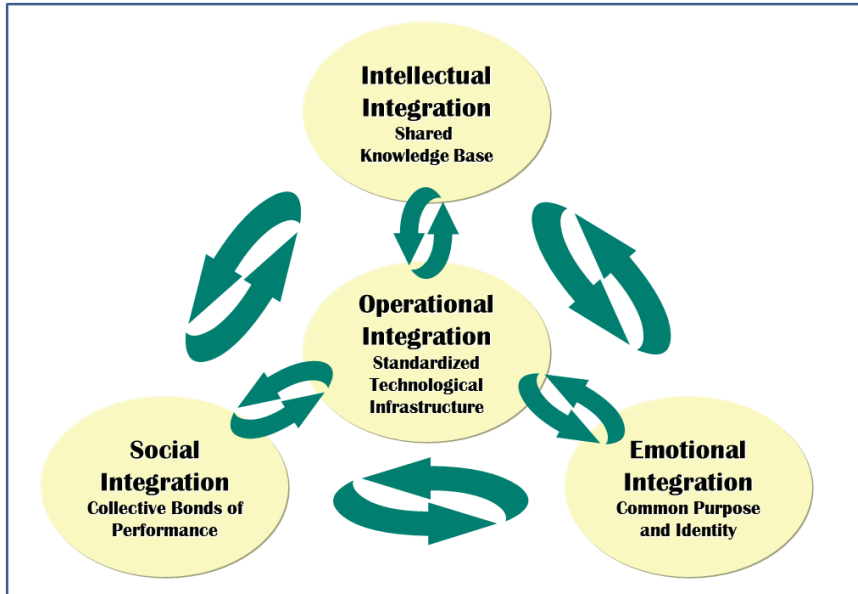 Intellectual
Integration
Shared
Knowledge Base
Operational
Integration
Standardized
Technological
Infrastructure
Social
Integration
Collective Bonds of
Performance
Emotional
Integration
Common Purpose
and Identity